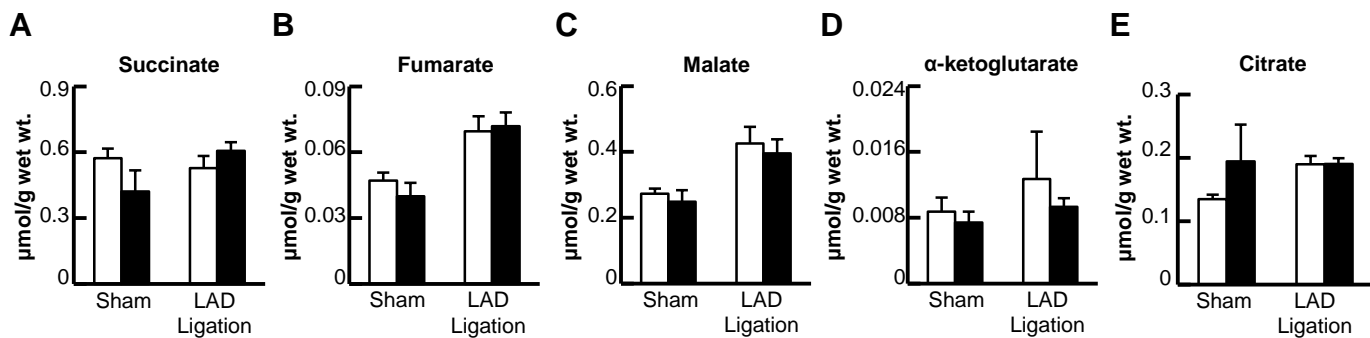 A B C D E
Succinate Fumarate Malate α-ketoglutarate Citrate
µmol/g wet wt.
0.9
0.6
0.3
0
Sham LAD
Ligation
µmol/g wet wt.
0.09
0.06
0.03
0
Sham LAD
Ligation
µmol/g wet wt.
0.6
0.4
0.2
0
Sham LAD
Ligation
µmol/g wet wt.
0.024
0.016
0.008
0
Sham LAD
Ligation
µmol/g wet wt.
0.3
0.2
0.1
0
Sham LAD
Ligation